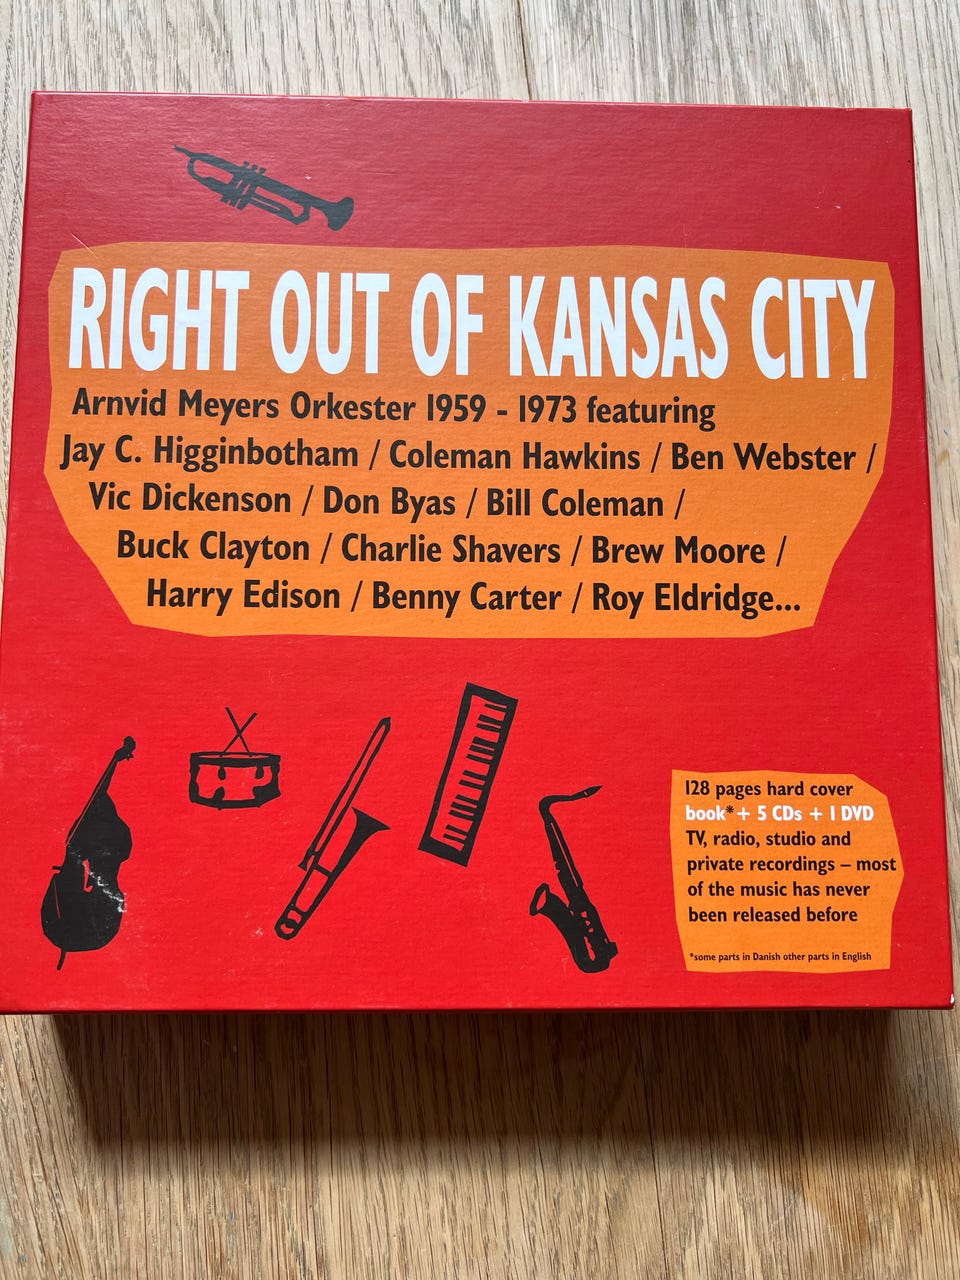 RIGHT OUT OF KANSAS CITY
Arnvid Meyers Orkester 1959 - 1973 featuring
Jay C. Higginbotham / Coleman Hawkins / Ben Webster /
Vic Dickenson / Don Byas / Bill Coleman /
Buck Clayton / Charlie Shavers / Brew Moore /
Harry Edison / Benny Carter / Roy Eldridge...
128 pages hard cover
book* + 5 CDs + 1 DVD
TV, radio, studio and
private recordings – most
of the music has never
been released before
*some parts in Danish other parts in English